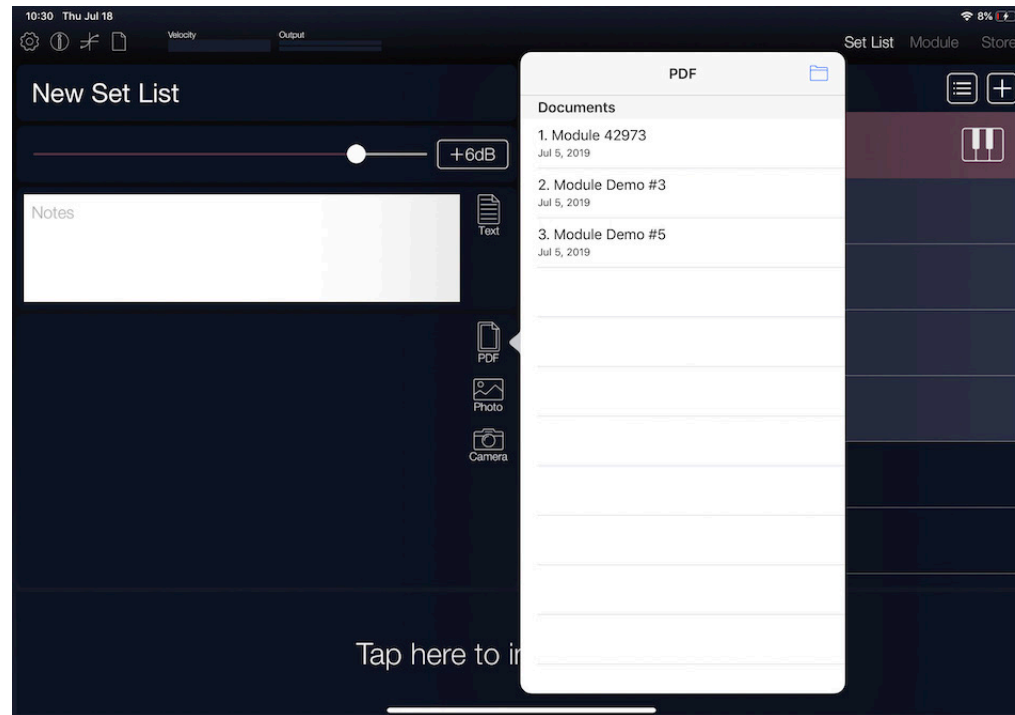 10:30 Thu Jul 18
8%
Velocity
Output
Set List Module Store
New Set List
+6dB
Notes
Text
PDF
Photo
Camera
PDF
Documents
1. Module 42973
Jul 5, 2019
2. Module Demo #3
Jul 5, 2019
3. Module Demo #5
Jul 5, 2019
Tap here to